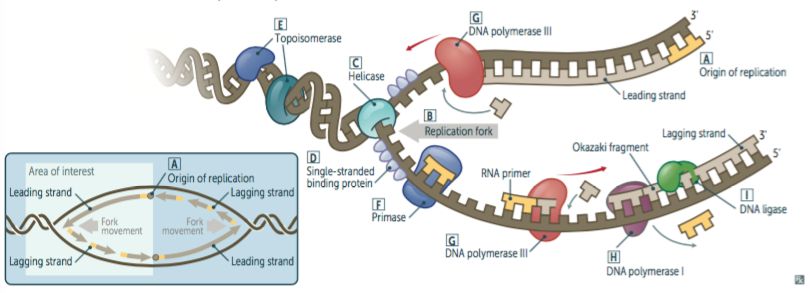 E
Topoisomerase
G
DNA polymerase III
3'
5'
A
Origin of replication
Leading strand
C
Helicase
B
Replication fork
D
Single-stranded
binding protein
F
Primase
RNA primer
G
DNA polymerase III
Okazaki fragment
Lagging strand
3'
5'
I
DNA ligase
H
DNA polymerase I
Area of interest
A
Origin of replication
Leading strand
Lagging strand
Fork
movement
Fork
movement
Lagging strand
Leading strand